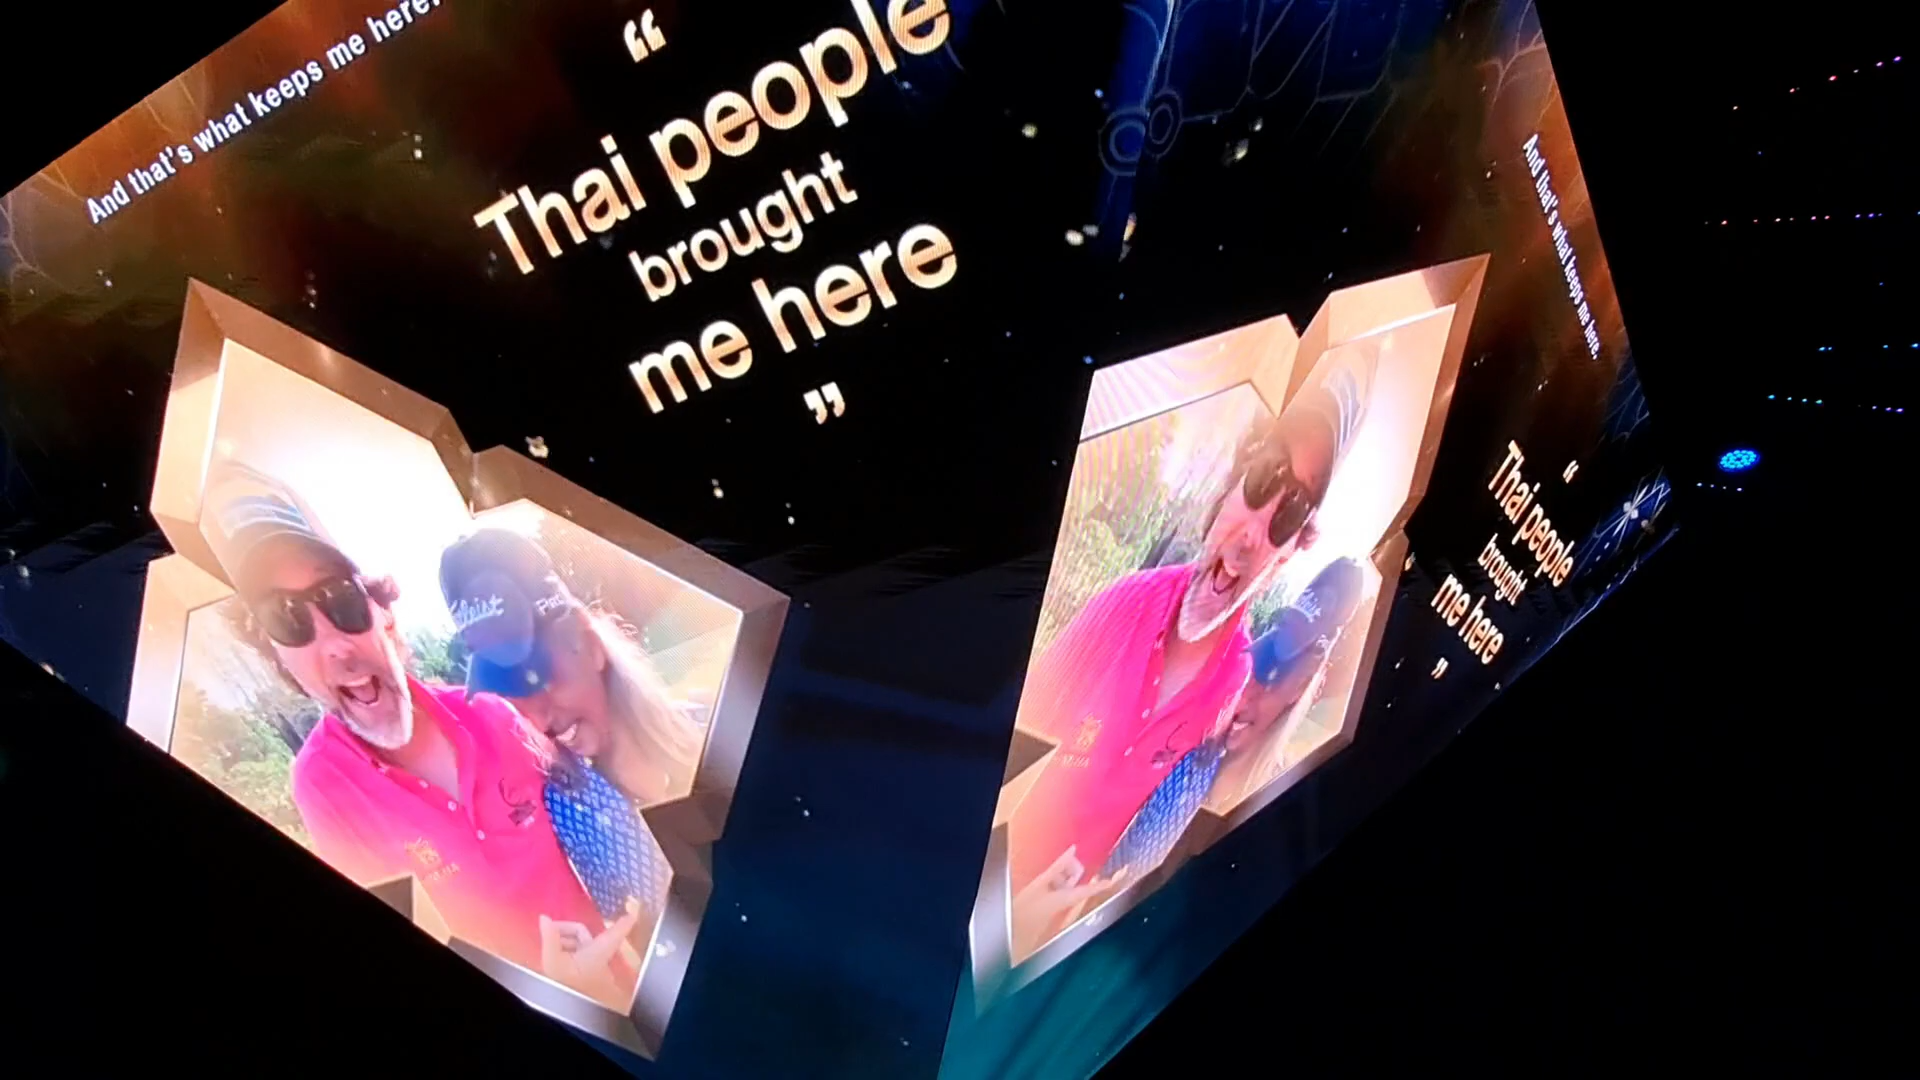 And that's what keeps me here.
“
Thai people
brought
me here
”
And that's what keeps me here.
“
Thai people
brought
me here
”